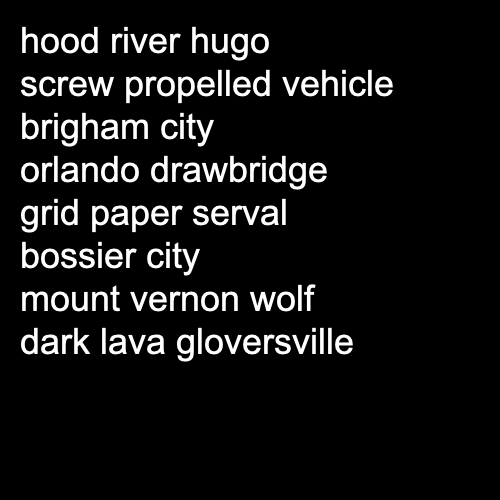 hood river hugo
screw propelled vehicle
brigham city
orlando drawbridge
grid paper serval
bossier city
mount vernon wolf
dark lava gloversville